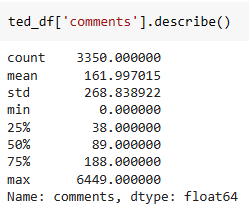 ted_df['comments'].describe()
count    3350.000000
mean      161.997015
std       268.838922
min         0.000000
25%        38.000000
50%        89.000000
75%       188.000000
max      6449.000000
Name: comments, dtype: float64